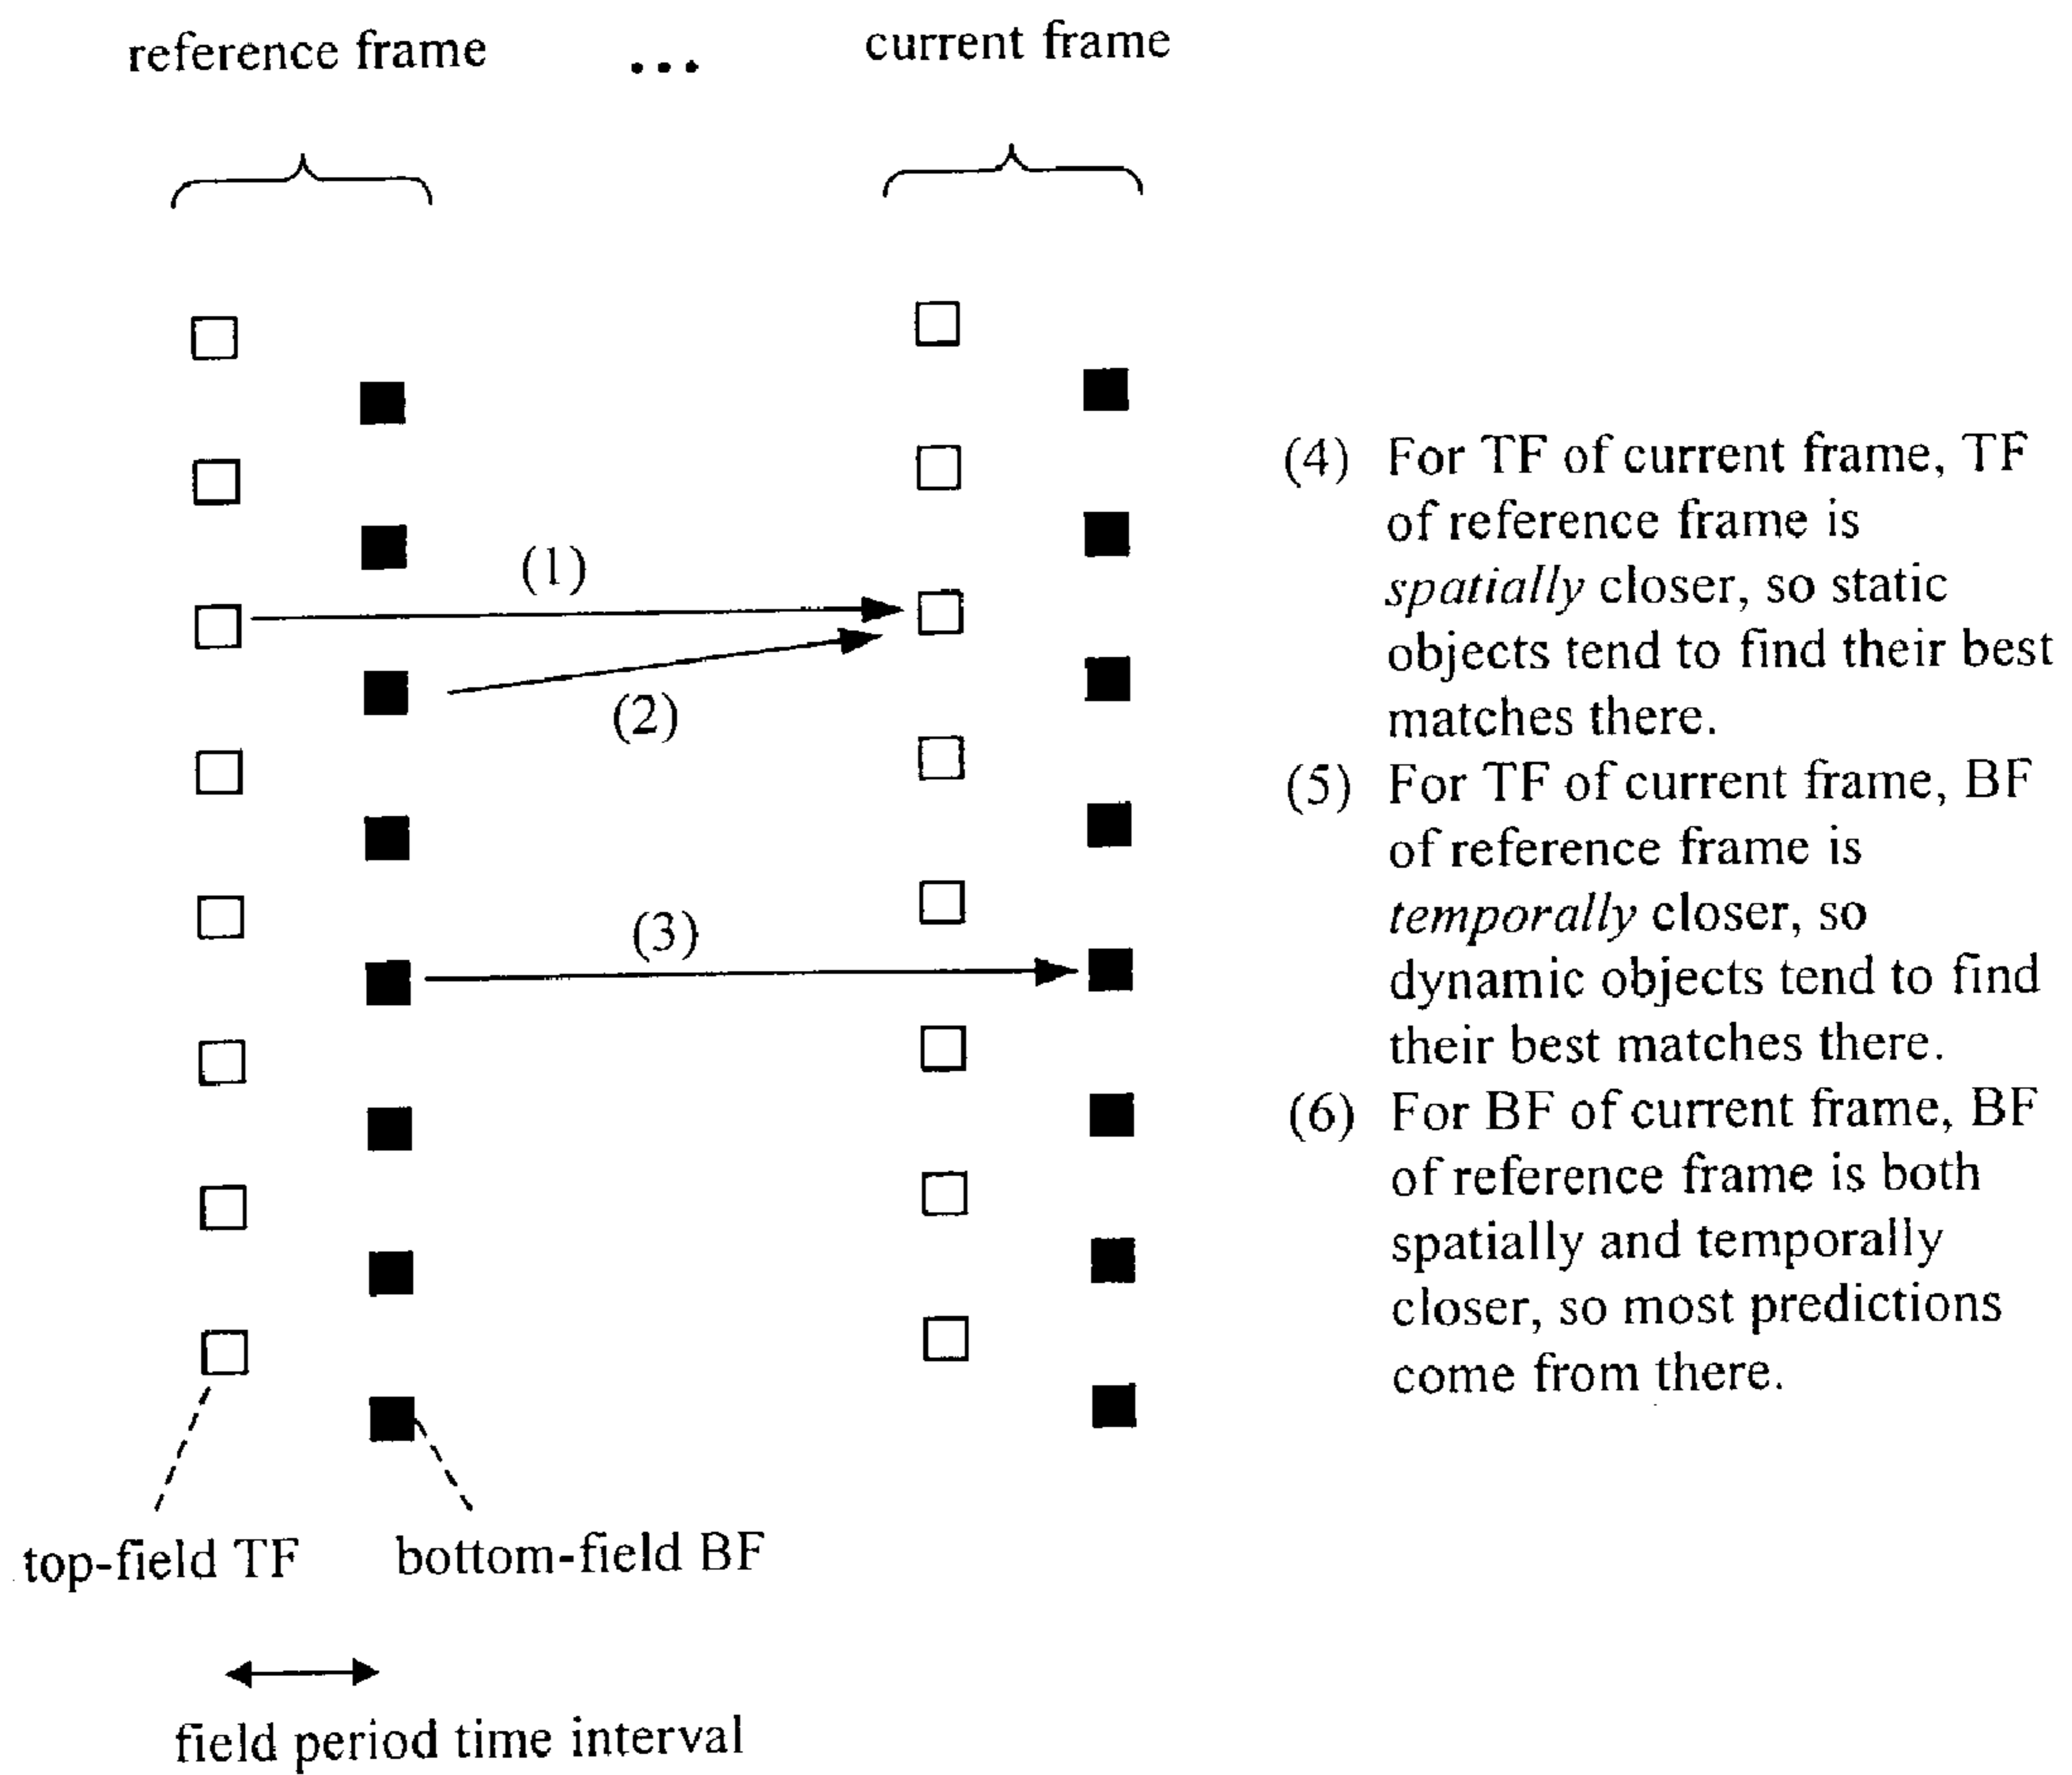 reference frame ... current frame
(1)
(2)
(3)
(4) For TF of current frame, TF
of reference frame is
spatially closer, so static
objects tend to find their best
matches there.
(5) For TF of current frame, BF
of reference frame is
temporally closer, so
dynamic objects tend to find
their best matches there.
(6) For BF of current frame, BF
of reference frame is both
spatially and temporally
closer, so most predictions
come from there.
top-field TF bottom-field BF
field period time interval